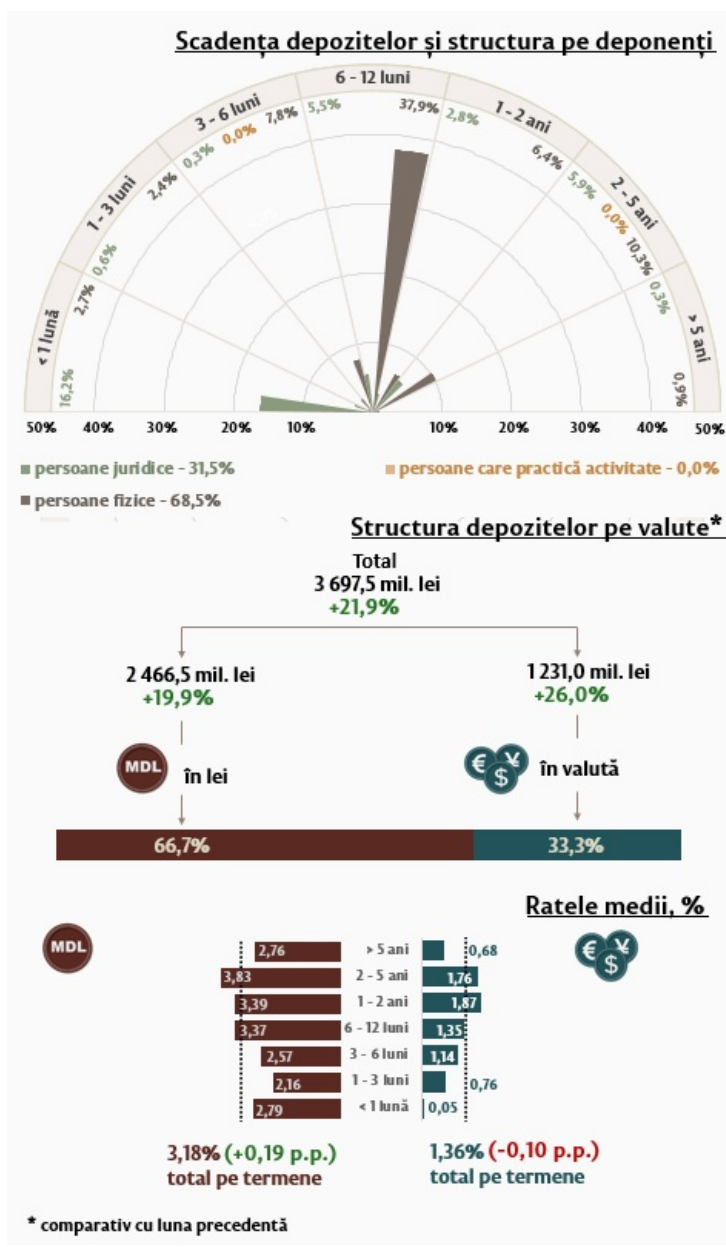 Scadența depozitelor și structura pe deponenți
< 1 lună
1 - 3 luni
3 - 6 luni
6 - 12 luni
1 - 2 ani
2 - 5 ani
> 5 ani
16,2%
2,7%
0,6%
2,4%
0,3%
0,0%
7,8%
5,5%
37,9%
2,8%
6,4%
5,9%
0,0%
10,3%
0,3%
0,6%
50% 40% 30% 20% 10% 10% 20% 30% 40% 50%
persoane juridice - 31,5%
persoane care practică activitate - 0,0%
persoane fizice - 68,5%
Structura depozitelor pe valute*
Total
3 697,5 mil. lei
+21,9%
2 466,5 mil. lei
+19,9%
1 231,0 mil. lei
+26,0%
MDL
în lei
€ ¥ $
în valută
66,7% 33,3%
Ratele medii, %
MDL
€ ¥ $
2,76 > 5 ani 0,68
3,83 2 - 5 ani 1,76
3,39 1 - 2 ani 1,87
3,37 6 - 12 luni 1,35
2,57 3 - 6 luni 1,14
2,16 1 - 3 luni 0,76
2,79 < 1 lună 0,05
3,18% (+0,19 p.p.)
total pe termene
1,36% (-0,10 p.p.)
total pe termene
* comparativ cu luna precedentă